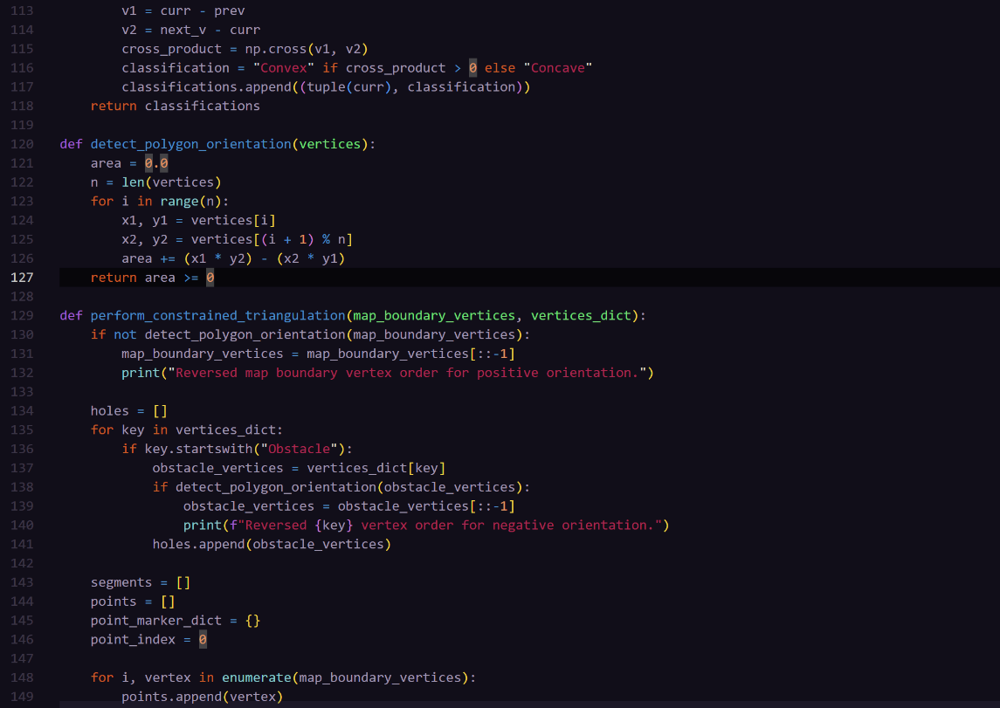 113 v1 = curr - prev
114 v2 = next_v - curr
115 cross_product = np.cross(v1, v2)
116 classification = "Convex" if cross_product > 0 else "Concave"
117 classifications.append((tuple(curr), classification))
118 return classifications
119
120 def detect_polygon_orientation(vertices):
121 area = 0.0
122 n = len(vertices)
123 for i in range(n):
124 x1, y1 = vertices[i]
125 x2, y2 = vertices[(i + 1) % n]
126 area += (x1 * y2) - (x2 * y1)
127 return area >= 0
128
129 def perform_constrained_triangulation(map_boundary_vertices, vertices_dict):
130 if not detect_polygon_orientation(map_boundary_vertices):
131 map_boundary_vertices = map_boundary_vertices[::-1]
132 print("Reversed map boundary vertex order for positive orientation.")
133
134 holes = []
135 for key in vertices_dict:
136 if key.startswith("Obstacle"):
137 obstacle_vertices = vertices_dict[key]
138 if detect_polygon_orientation(obstacle_vertices):
139 obstacle_vertices = obstacle_vertices[::-1]
140 print(f"Reversed {key} vertex order for negative orientation.")
141 holes.append(obstacle_vertices)
142
143 segments = []
144 points = []
145 point_marker_dict = {}
146 point_index = 0
147
148 for i, vertex in enumerate(map_boundary_vertices):
149 points.append(vertex)